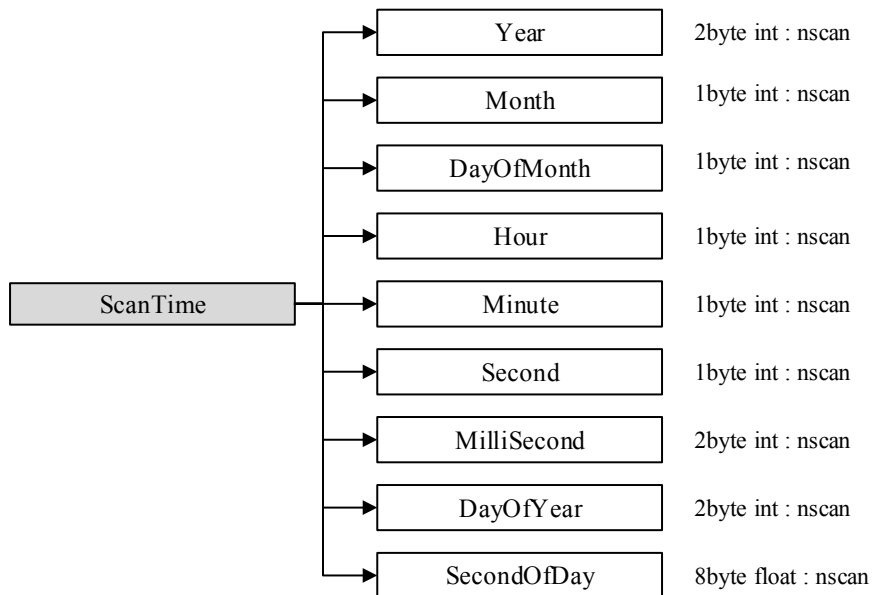 Year 2byte int : nscan
Month 1byte int : nscan
DayOfMonth 1byte int : nscan
Hour 1byte int : nscan
ScanTime Minute 1byte int : nscan
Second 1byte int : nscan
MilliSecond 2byte int : nscan
DayOfYear 2byte int : nscan
SecondOfDay 8byte float : nscan